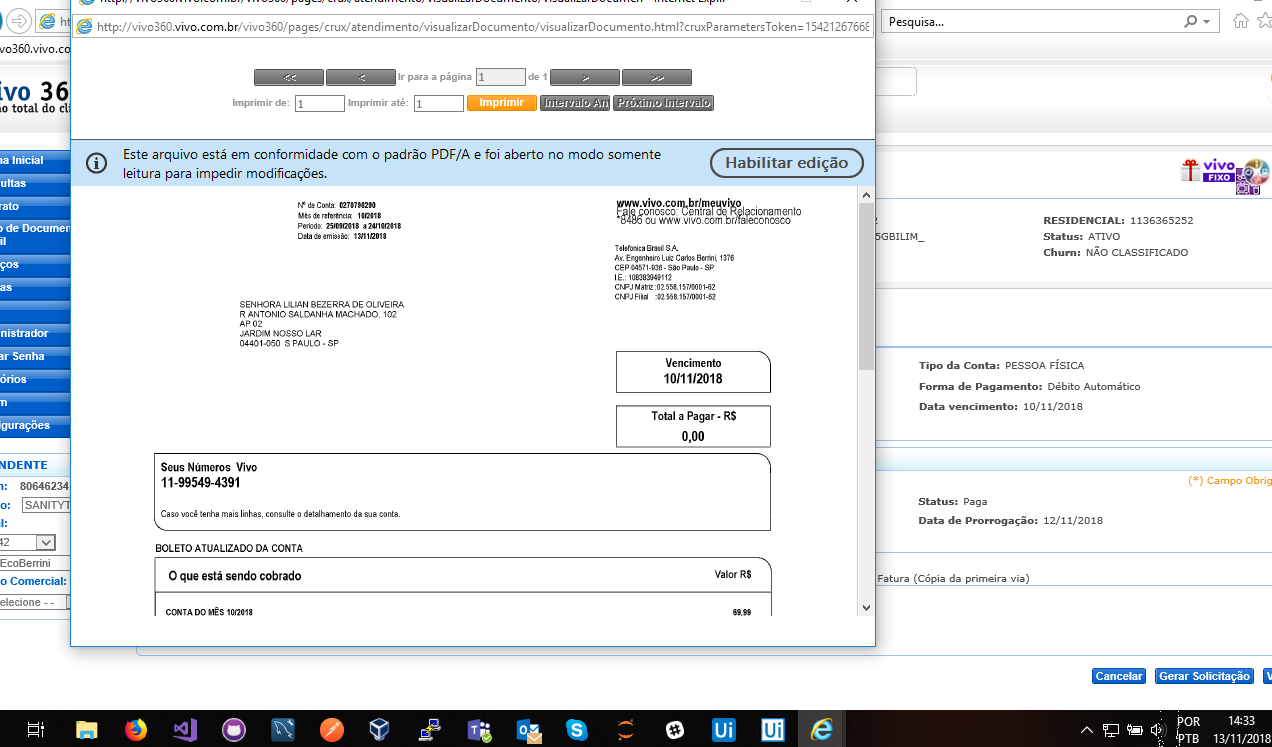 http://vivo360.vivo.com.br/vivo360/pages/crux/atendimento/visualizarDocumento/visualizarDocumento.html?cruxParametersToken=1542126766
Pesquisa...
vo360.vivo.co
ivo 36
ão total do cli
<<
<
Ir para a página
1
de 1
>
>>
Imprimir de:
1
Imprimir até:
1
Imprimir
Intervalo An
Próximo Intervalo
Este arquivo está em conformidade com o padrão PDF/A e foi aberto no modo somente
leitura para impedir modificações.
Habilitar edição
Nº da Conta: 0270790290
Mês de referência: 10/2018
Período: 25/09/2018 a 24/10/2018
Data de emissão: 13/11/2018
www.vivo.com.br/meuvivo
Fale conosco: Central de Relacionamento
*8486 ou www.vivo.com.br/faleconosco
Telefonica Brasil S.A.
Av. Engenheiro Luiz Carlos Berrini, 1376
CEP 04571-936 - São Paulo - SP
I.E.: 108383949112
CNPJ Matriz :02.558.157/0001-62
CNPJ Filial :02.558.157/0001-62
SENHORA LILIAN BEZERRA DE OLIVEIRA
R ANTONIO SALDANHA MACHADO, 102
AP 02
JARDIM NOSSO LAR
04401-050 S PAULO - SP
Vencimento
10/11/2018
Total a Pagar - R$
0,00
Seus Números Vivo
11-99549-4391
Caso você tenha mais linhas, consulte o detalhamento da sua conta.
BOLETO ATUALIZADO DA CONTA
O que está sendo cobrado
Valor R$
CONTA DO MÊS 10/2018
69,99
na Inicial
ultas
rato
o de Documen
il
ços
as
nistrador
ar Senha
órios
m
igurações
NDENTE
n:
80646234
o:
SANITYT
l:
42
EcoBerrini
o Comercial:
elecione - -
vivo
FIXO
2
5GBILIM_
RESIDENCIAL: 1136365252
Status: ATIVO
Churn: NÃO CLASSIFICADO
Tipo da Conta: PESSOA FÍSICA
Forma de Pagamento: Débito Automático
Data vencimento: 10/11/2018
(*) Campo Obrig
Status: Paga
Data de Prorrogação: 12/11/2018
Fatura (Cópia da primeira via)
Cancelar
Gerar Solicitação
V
POR
PTB
14:33
13/11/2018